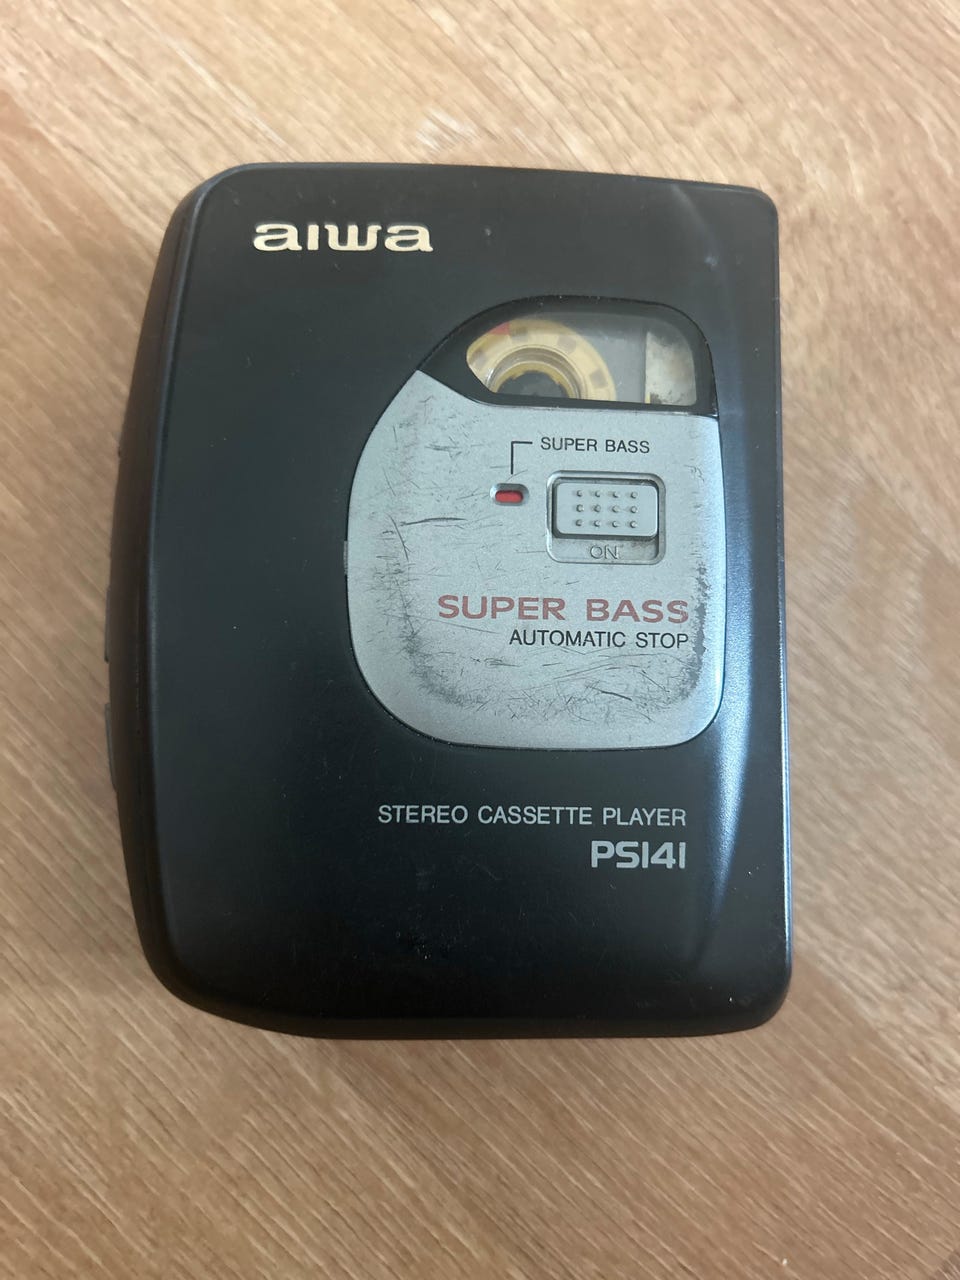 aiwa
SUPER BASS
ON
SUPER BASS
AUTOMATIC STOP
STEREO CASSETTE PLAYER
PS141